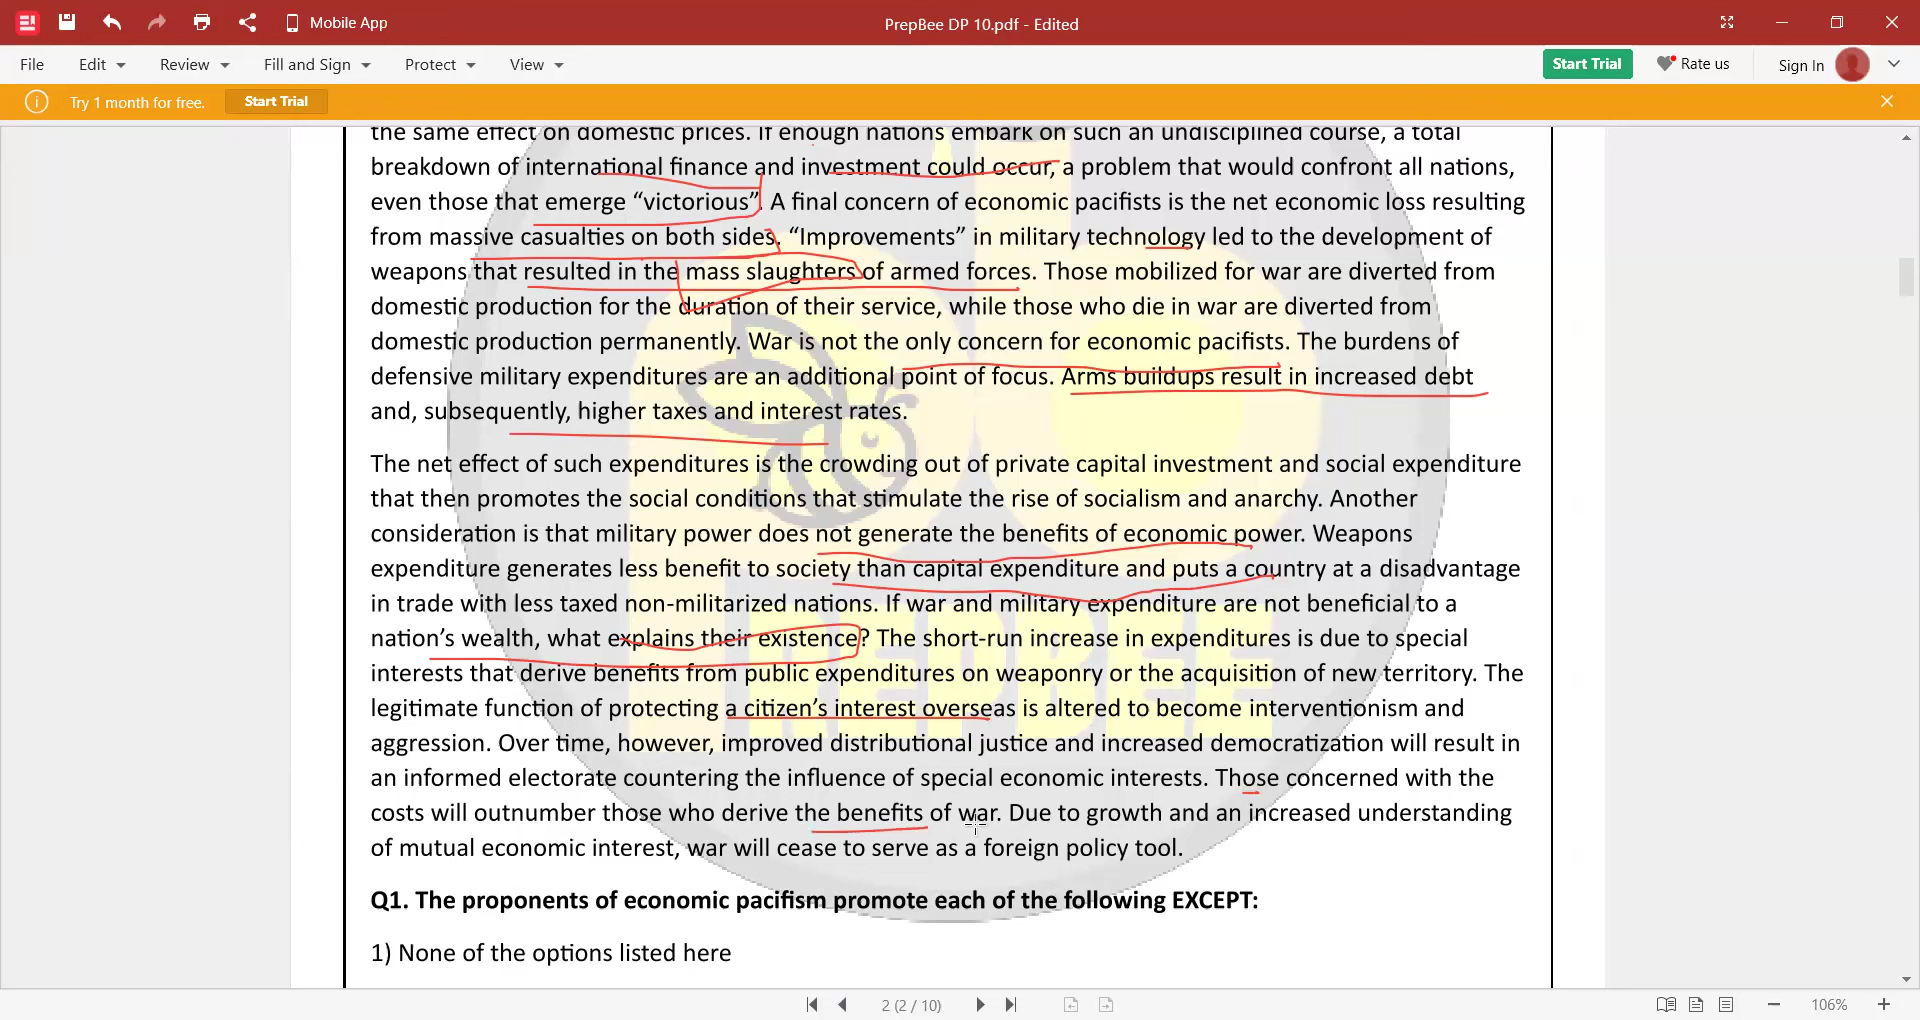 Mobile App
PrepBee DP 10.pdf - Edited
File Edit Review Fill and Sign Protect View
Start Trial Rate us Sign In
Try 1 month for free. Start Trial
the same effect on domestic prices. If enough nations embark on such an undisciplined course, a total
breakdown of international finance and investment could occur, a problem that would confront all nations,
even those that emerge “victorious”. A final concern of economic pacifists is the net economic loss resulting
from massive casualties on both sides. “Improvements” in military technology led to the development of
weapons that resulted in the mass slaughters of armed forces. Those mobilized for war are diverted from
domestic production for the duration of their service, while those who die in war are diverted from
domestic production permanently. War is not the only concern for economic pacifists. The burdens of
defensive military expenditures are an additional point of focus. Arms buildups result in increased debt
and, subsequently, higher taxes and interest rates.
The net effect of such expenditures is the crowding out of private capital investment and social expenditure
that then promotes the social conditions that stimulate the rise of socialism and anarchy. Another
consideration is that military power does not generate the benefits of economic power. Weapons
expenditure generates less benefit to society than capital expenditure and puts a country at a disadvantage
in trade with less taxed non-militarized nations. If war and military expenditure are not beneficial to a
nation’s wealth, what explains their existence? The short-run increase in expenditures is due to special
interests that derive benefits from public expenditures on weaponry or the acquisition of new territory. The
legitimate function of protecting a citizen’s interest overseas is altered to become interventionism and
aggression. Over time, however, improved distributional justice and increased democratization will result in
an informed electorate countering the influence of special economic interests. Those concerned with the
costs will outnumber those who derive the benefits of war. Due to growth and an increased understanding
of mutual economic interest, war will cease to serve as a foreign policy tool.
Q1. The proponents of economic pacifism promote each of the following EXCEPT:
1) None of the options listed here
REPBEE
2 (2 / 10)
106%